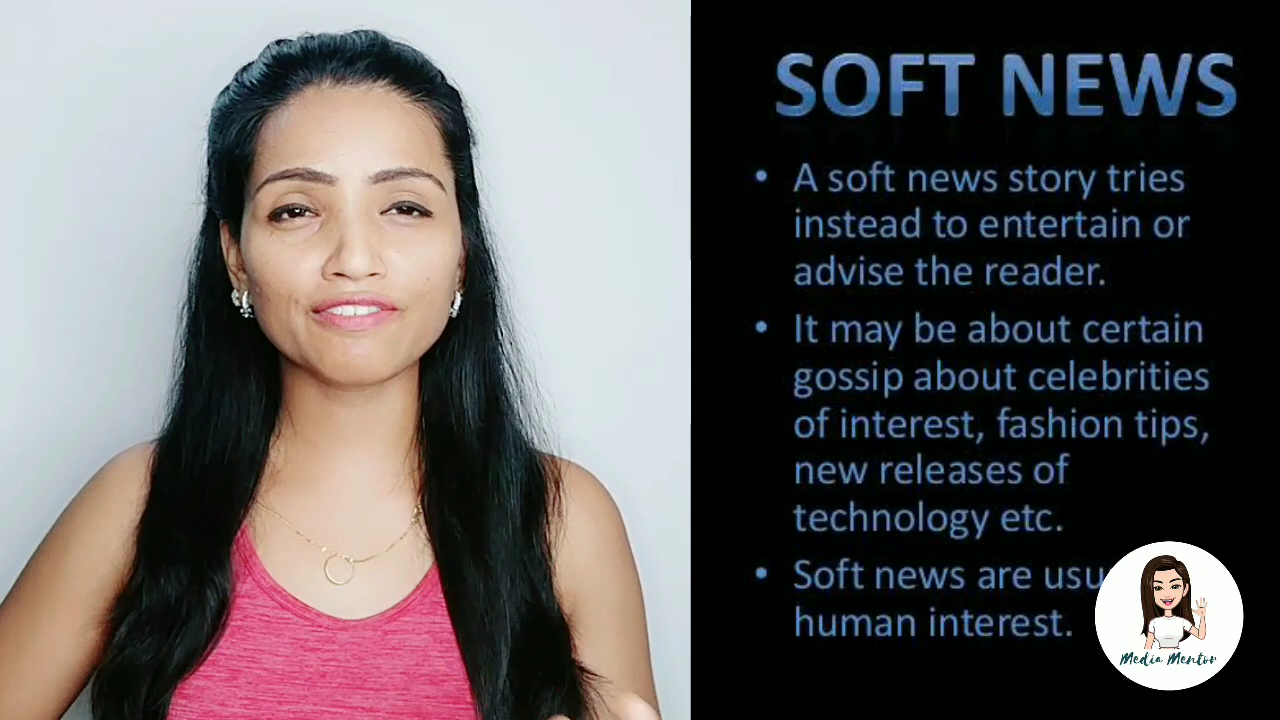 SOFT NEWS
• A soft news story tries
instead to entertain or
advise the reader.
• It may be about certain
gossip about celebrities
of interest, fashion tips,
new releases of
technology etc.
• Soft news are
human interest.
Media Mentor